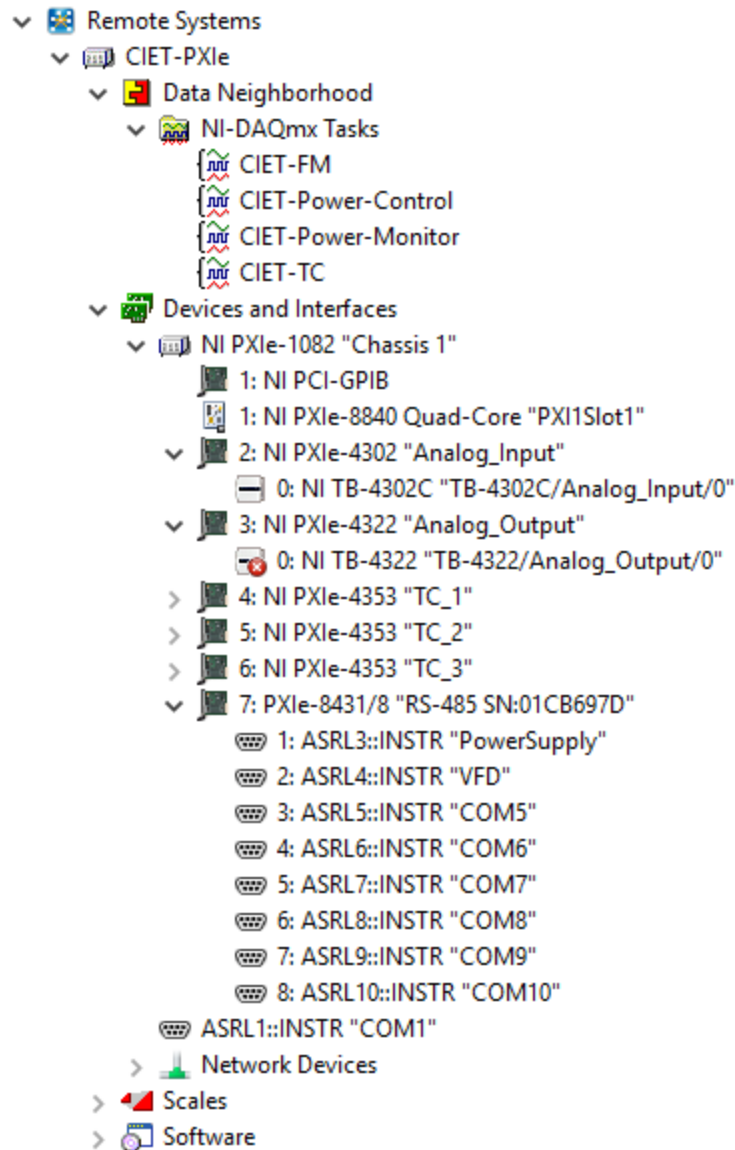 Remote Systems
CIET-PXIe
Data Neighborhood
NI-DAQmx Tasks
CIET-FM
CIET-Power-Control
CIET-Power-Monitor
CIET-TC
Devices and Interfaces
NI PXIe-1082 "Chassis 1"
1: NI PCI-GPIB
1: NI PXIe-8840 Quad-Core "PXI1Slot1"
2: NI PXIe-4302 "Analog_Input"
0: NI TB-4302C "TB-4302C/Analog_Input/0"
3: NI PXIe-4322 "Analog_Output"
0: NI TB-4322 "TB-4322/Analog_Output/0"
4: NI PXIe-4353 "TC_1"
5: NI PXIe-4353 "TC_2"
6: NI PXIe-4353 "TC_3"
7: PXIe-8431/8 "RS-485 SN:01CB697D"
1: ASRL3::INSTR "PowerSupply"
2: ASRL4::INSTR "VFD"
3: ASRL5::INSTR "COM5"
4: ASRL6::INSTR "COM6"
5: ASRL7::INSTR "COM7"
6: ASRL8::INSTR "COM8"
7: ASRL9::INSTR "COM9"
8: ASRL10::INSTR "COM10"
ASRL1::INSTR "COM1"
Network Devices
Scales
Software